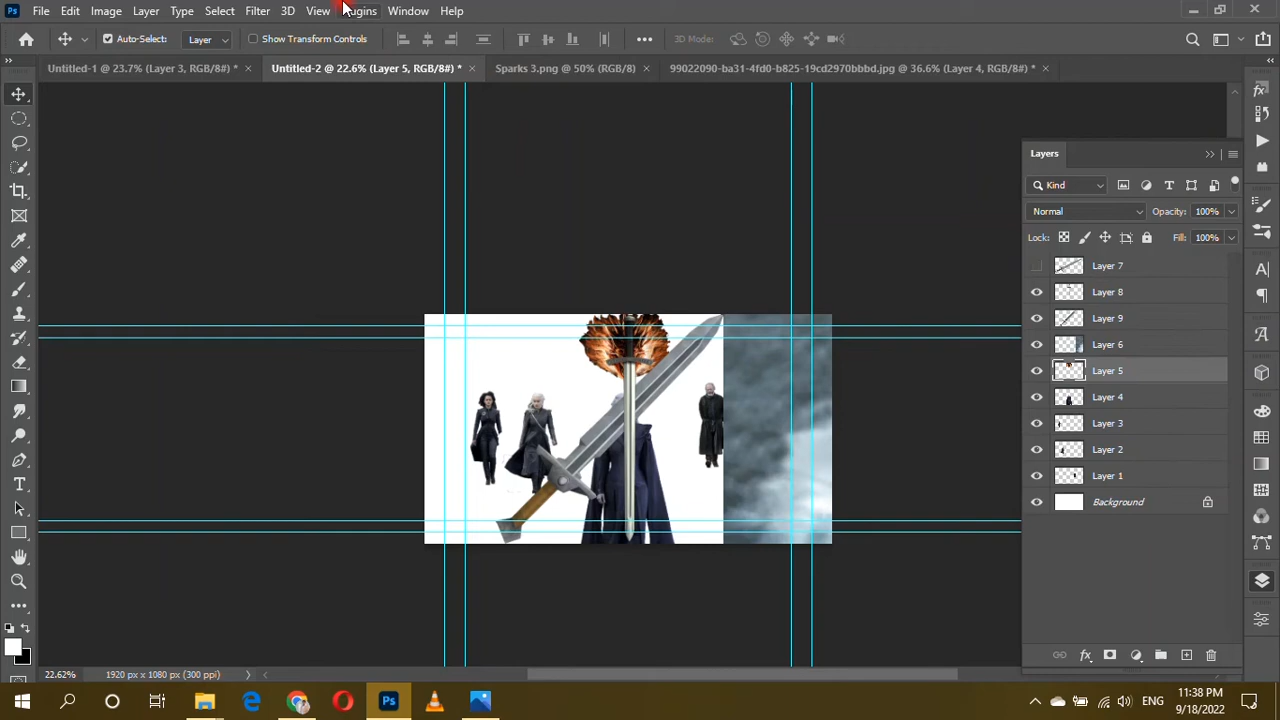 Ps File Edit Image Layer Type Select Filter 3D View Plugins Window Help
Auto-Select: Layer Show Transform Controls 3D Mode:
Untitled-1 @ 23.7% (Layer 3, RGB/8#) * Untitled-2 @ 22.6% (Layer 5, RGB/8#) * Sparks 3.png @ 50% (RGB/8) 99022090-ba31-4fd0-b825-19cd2970bbbd.jpg @ 36.6% (Layer 4, RGB/8#) *
Layers
Kind
Normal Opacity: 100%
Lock: Fill: 100%
Layer 7
Layer 8
Layer 9
Layer 6
Layer 5
Layer 4
Layer 3
Layer 2
Layer 1
Background
22.62% 1920 px x 1080 px (300 ppi)
Ps ENG 11:38 PM
9/18/2022